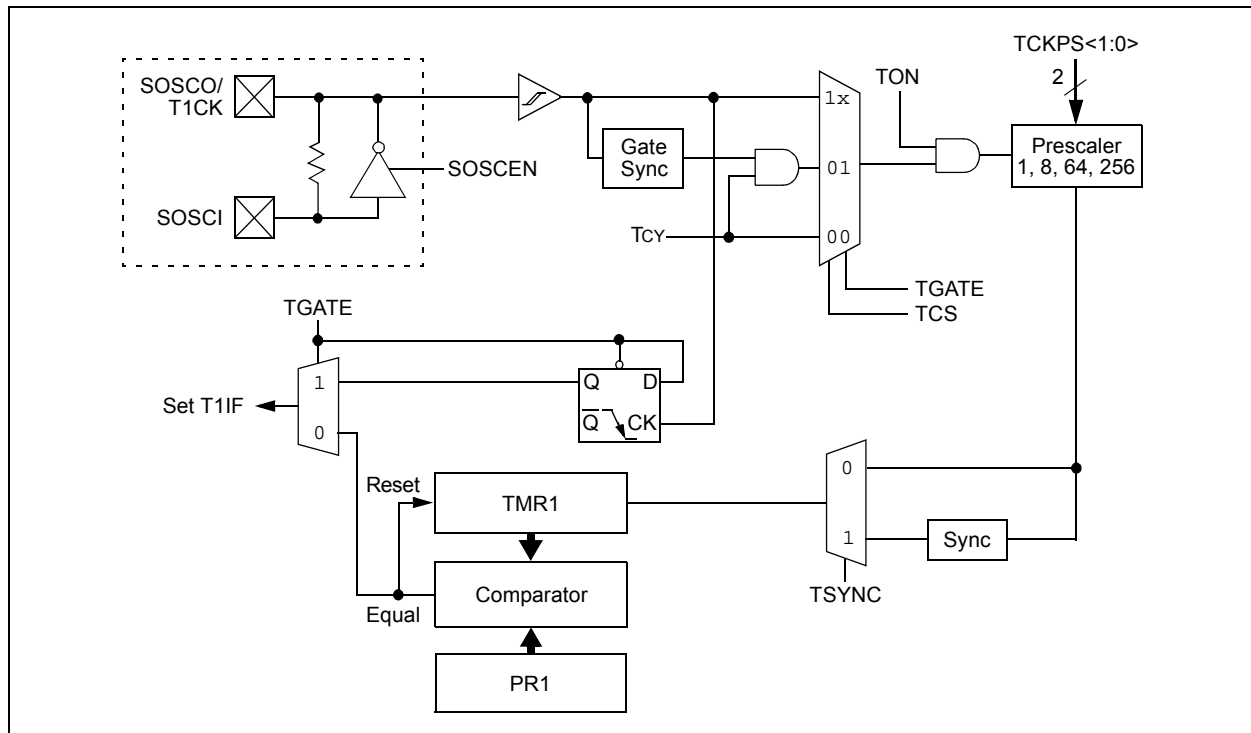 TCKPS<1:0>
2
SOSCO/
T1CK
TON
1x
Gate
Sync
Prescaler
1, 8, 64, 256
SOSCEN
01
SOSCI
TCY
00
TGATE
TCS
TGATE
1
Q
D
Set T1IF
0
Q
CK
Reset
TMR1
0
1
Sync
Equal
Comparator
TSYNC
PR1